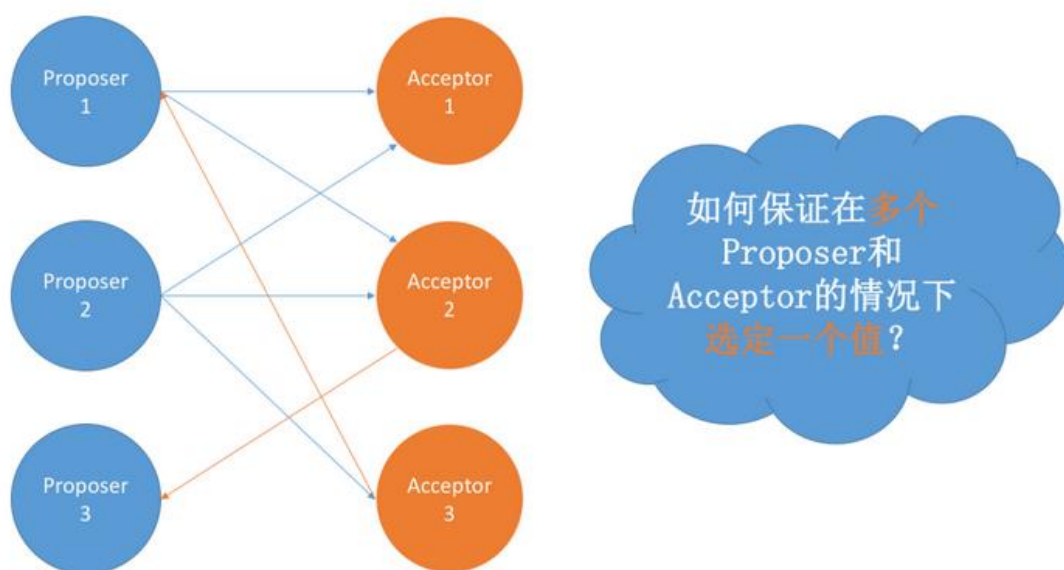 Proposer
1
Acceptor
1
Proposer
2
Acceptor
2
Proposer
3
Acceptor
3
如何保证在多个
Proposer和
Acceptor的情况下
选定一个值？